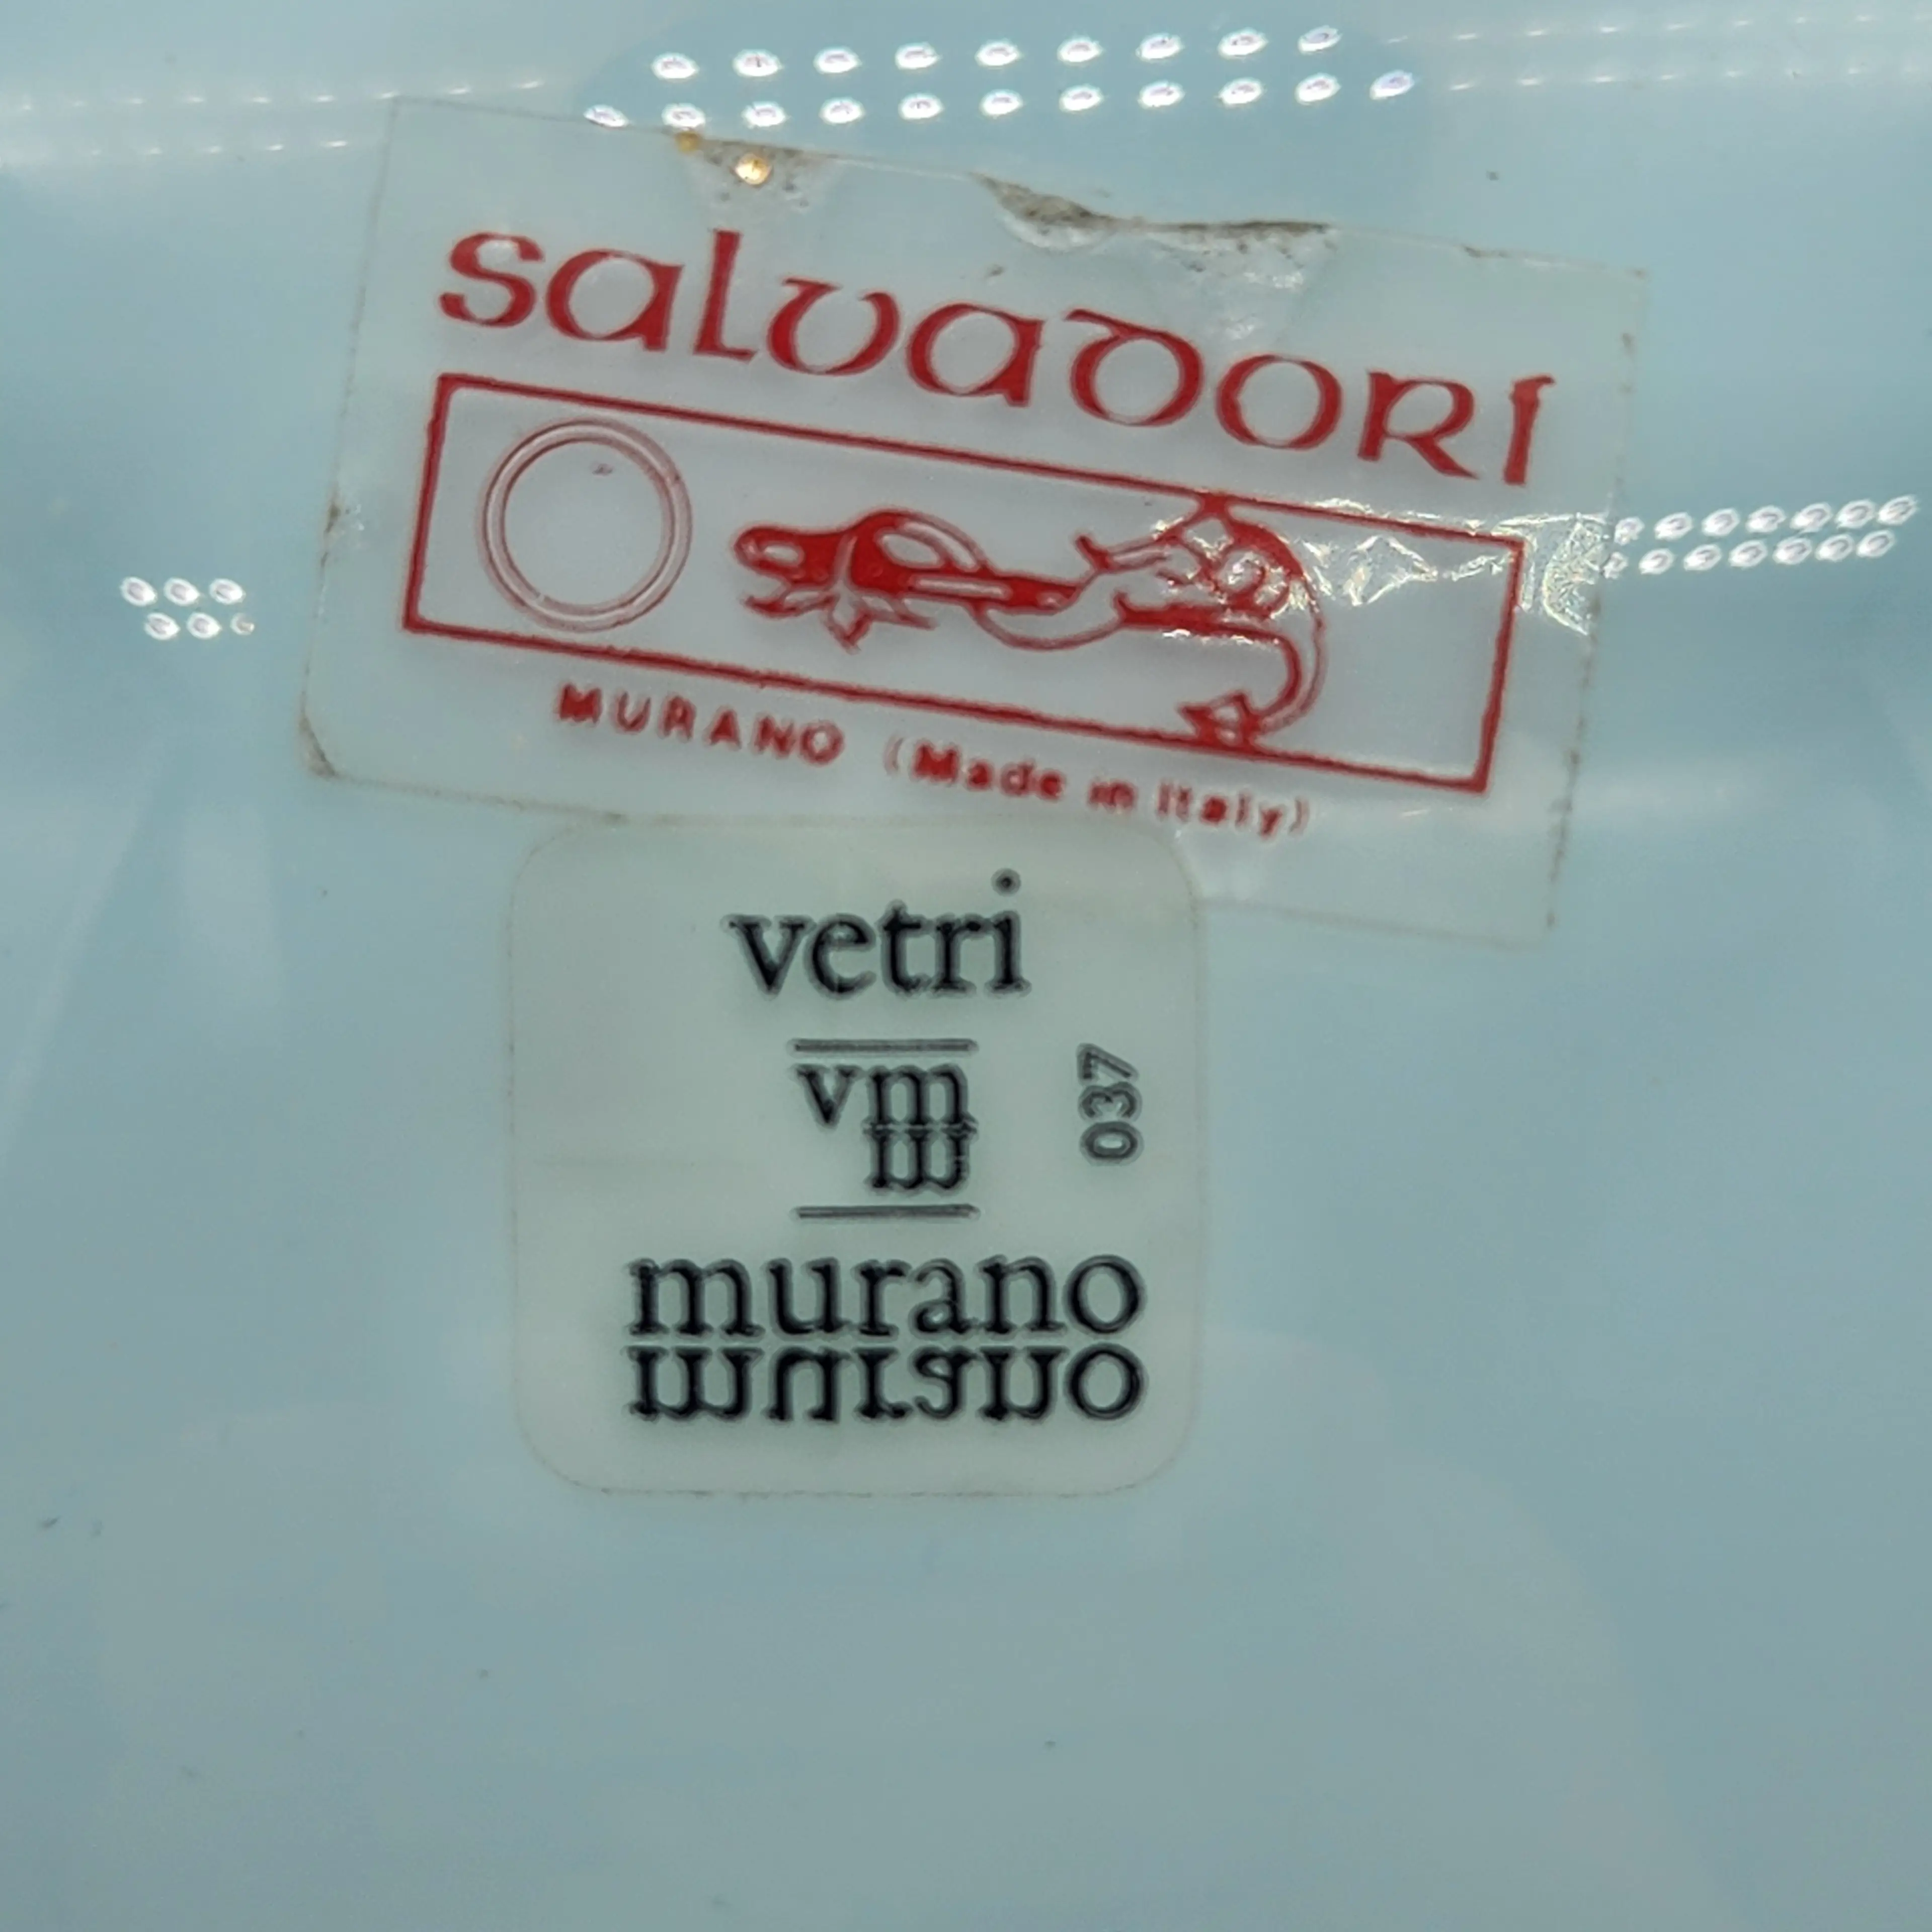 salvadori
MURANO (Made in Italy)
vetri
vm
037
murano